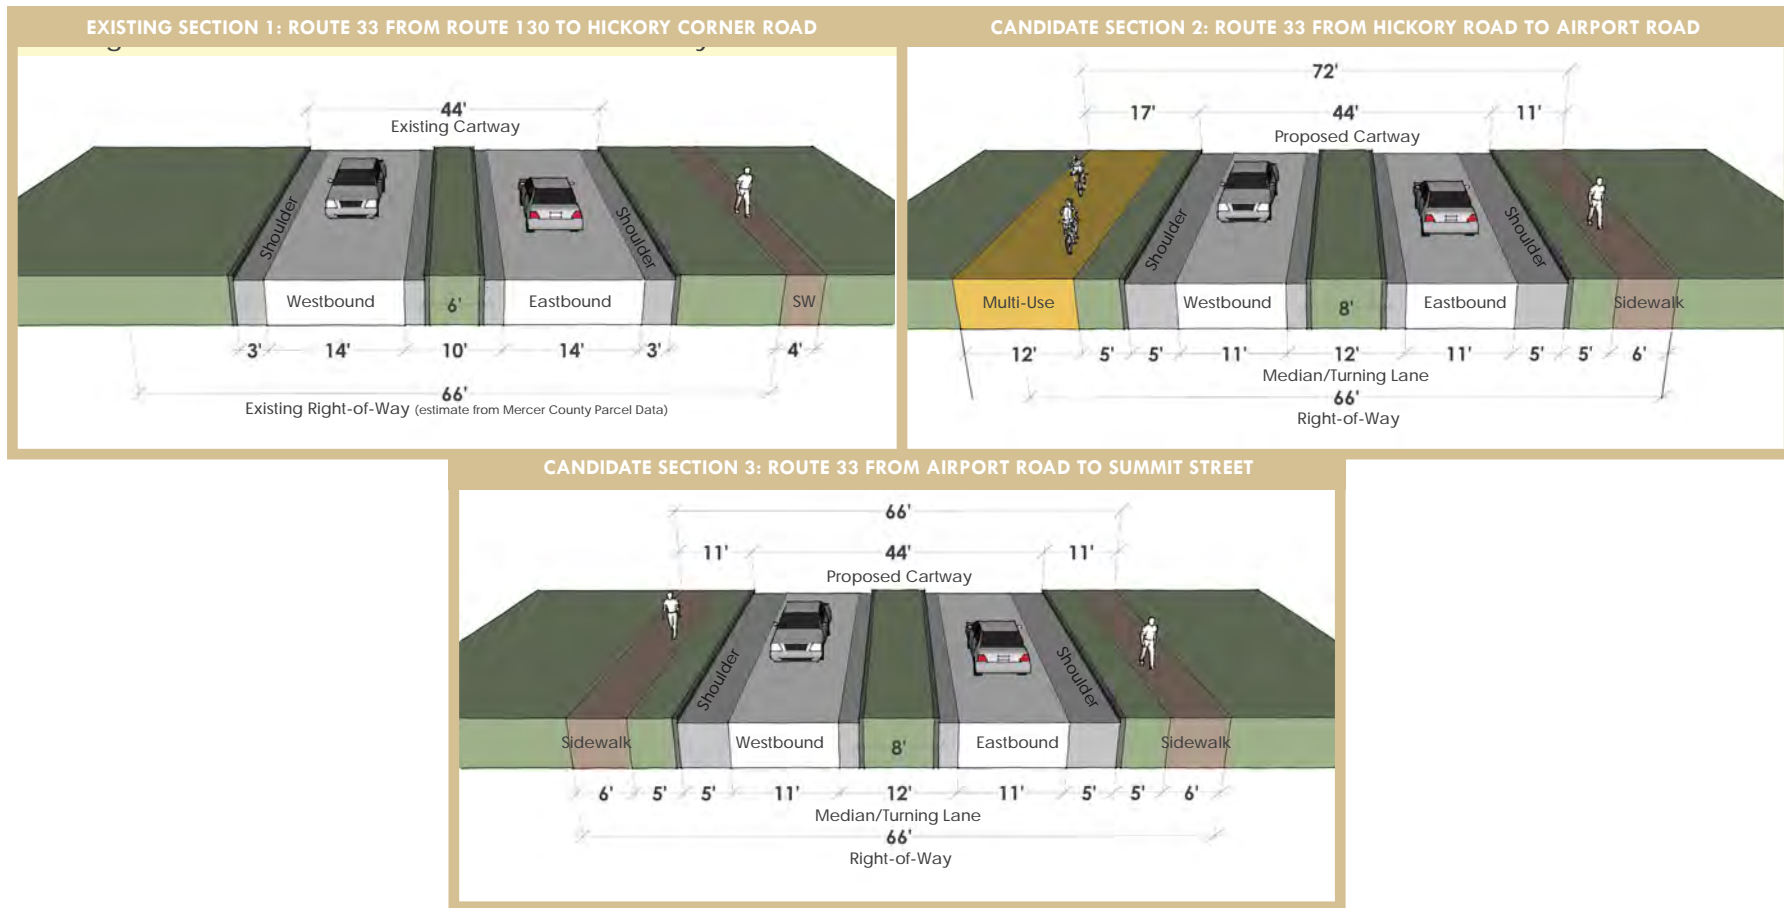 EXISTING SECTION 1: ROUTE 33 FROM ROUTE 130 TO HICKORY CORNER ROAD
44'
Existing Cartway
Shoulder
Shoulder
Westbound
6'
Eastbound
SW
3' 14' 10' 14' 3' 4'
66'
Existing Right-of-Way (estimate from Mercer County Parcel Data)
CANDIDATE SECTION 2: ROUTE 33 FROM HICKORY ROAD TO AIRPORT ROAD
72'
17' 44' 11'
Proposed Cartway
Shoulder
Shoulder
Multi-Use
Westbound
8'
Eastbound
Sidewalk
12' 5' 5' 11' 12' 11' 5' 5' 6'
Median/Turning Lane
66'
Right-of-Way
CANDIDATE SECTION 3: ROUTE 33 FROM AIRPORT ROAD TO SUMMIT STREET
66'
11' 44' 11'
Proposed Cartway
Shoulder
Shoulder
Sidewalk
Westbound
8'
Eastbound
Sidewalk
6' 5' 5' 11' 12' 11' 5' 5' 6'
Median/Turning Lane
66'
Right-of-Way